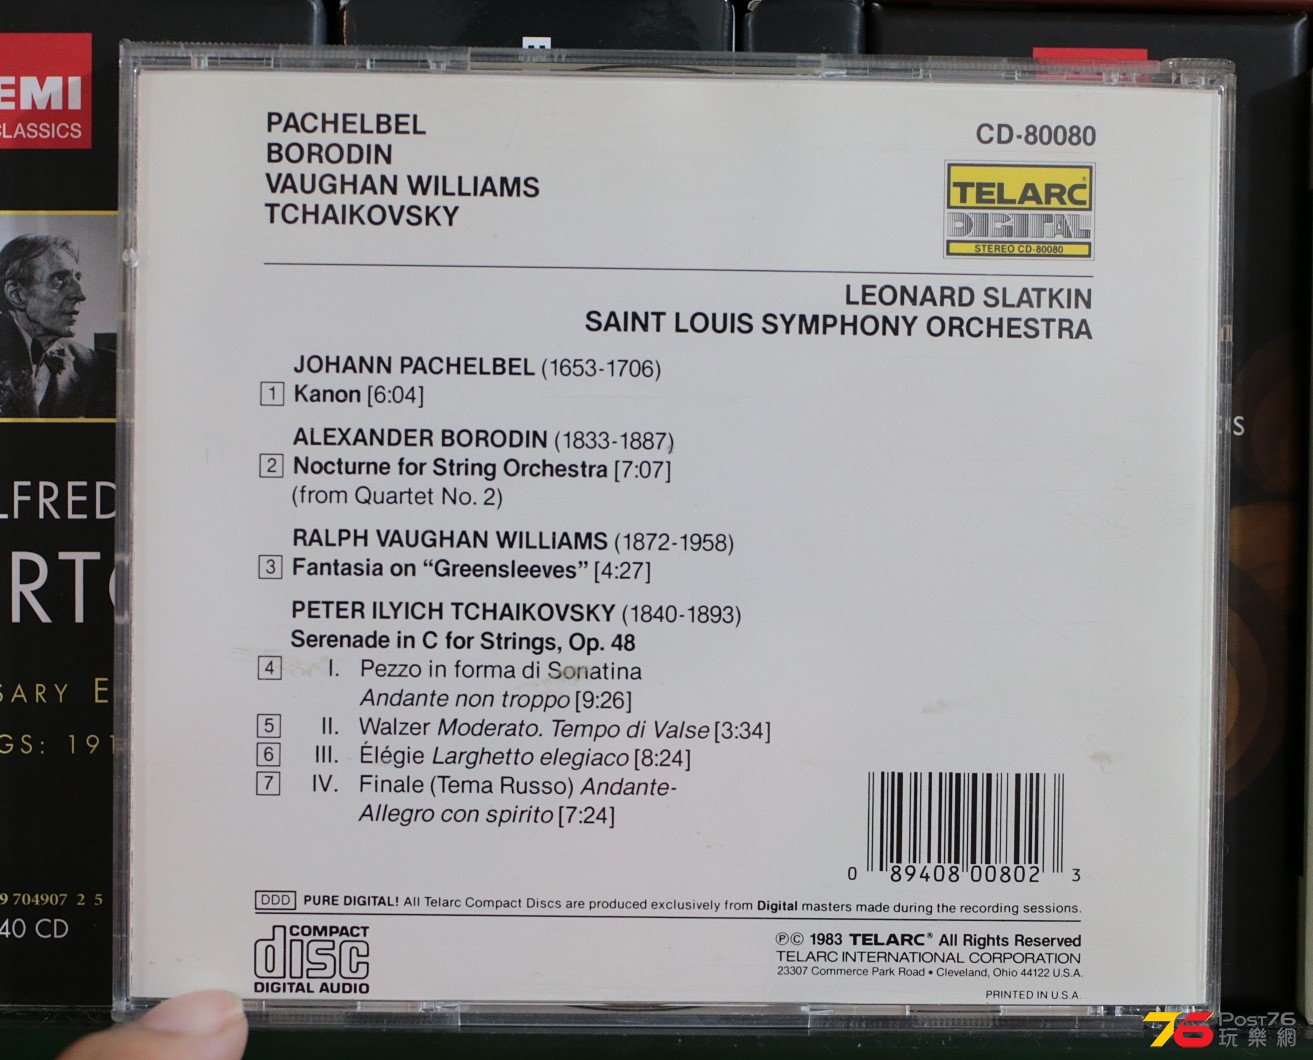 EMI
CLASSICS
LFRED
RT
SARY E
GS: 191
9 704907 2 5
40 CD
PACHELBEL
BORODIN
VAUGHAN WILLIAMS
TCHAIKOVSKY
CD-80080
TELARC®
DIGITAL
STEREO CD-80080
LEONARD SLATKIN
SAINT LOUIS SYMPHONY ORCHESTRA
JOHANN PACHELBEL (1653-1706)
1 Kanon [6:04]
ALEXANDER BORODIN (1833-1887)
2 Nocturne for String Orchestra [7:07]
(from Quartet No. 2)
RALPH VAUGHAN WILLIAMS (1872-1958)
3 Fantasia on “Greensleeves” [4:27]
PETER ILYICH TCHAIKOVSKY (1840-1893)
Serenade in C for Strings, Op. 48
4 I. Pezzo in forma di Sonatina
Andante non troppo [9:26]
5 II. Walzer Moderato. Tempo di Valse [3:34]
6 III. Élégie Larghetto elegiaco [8:24]
7 IV. Finale (Tema Russo) Andante-
Allegro con spirito [7:24]
0 89408 00802 3
DDD PURE DIGITAL! All Telarc Compact Discs are produced exclusively from Digital masters made during the recording sessions.
COMPACT
disc
DIGITAL AUDIO
℗© 1983 TELARC® All Rights Reserved
TELARC INTERNATIONAL CORPORATION
23307 Commerce Park Road • Cleveland, Ohio 44122 U.S.A.
PRINTED IN U.S.A.
76 Post76
玩樂網